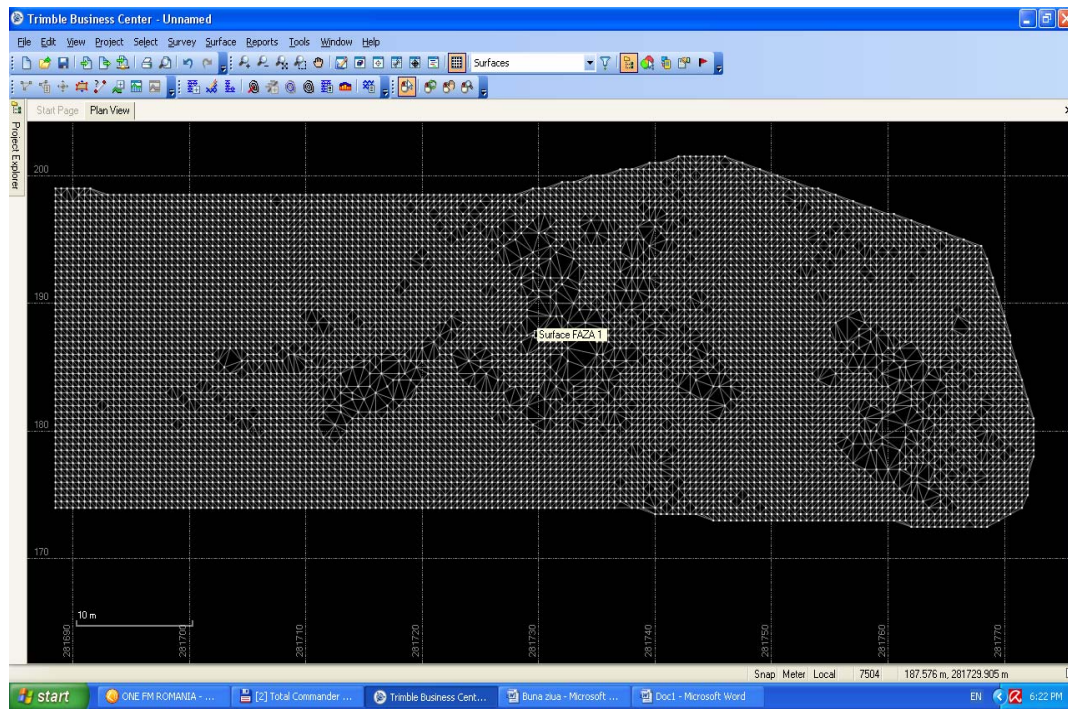 Trimble Business Center - Unnamed
File Edit View Project Select Survey Surface Reports Tools Window Help
Surfaces
Start Page Plan View
Project Explorer
200
190
Surface FAZA 1
180
170
10 m
281690 281700 281710 281720 281730 281740 281750 281760 281770
Snap Meter Local 7504 187.576 m, 281729.905 m
start ONE FM ROMANIA - ... [2] Total Commander ... Trimble Business Cent... Buna ziua - Microsoft ... Doc1 - Microsoft Word EN 6:22 PM